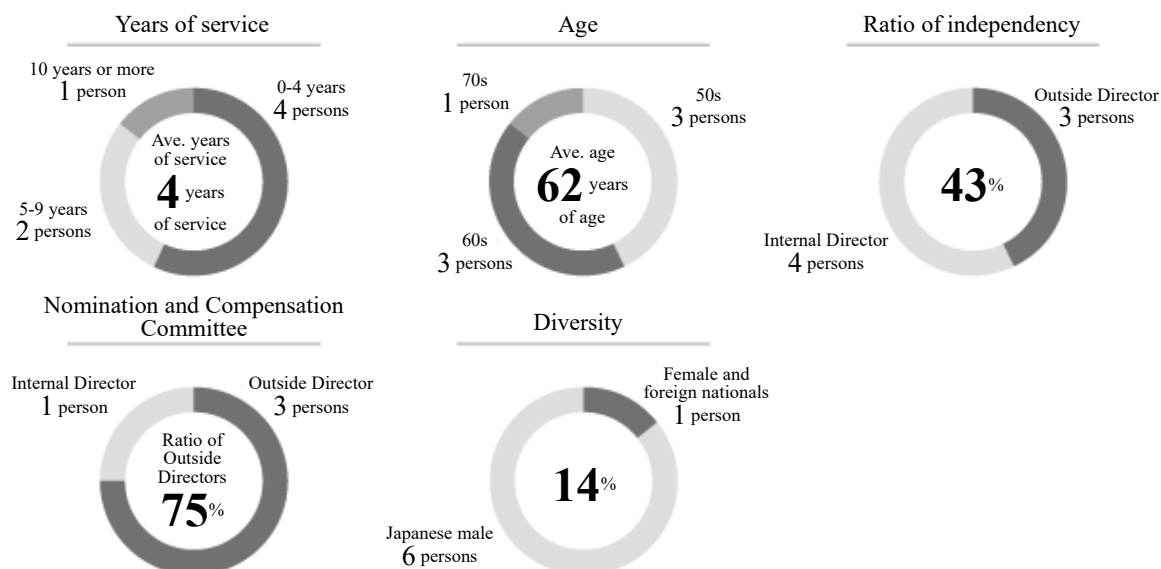 Years of service
10 years or more
1 person
0-4 years
4 persons
Ave. years
of service
4 years
of service
5-9 years
2 persons
Age
70s
1 person
50s
3 persons
Ave. age
62 years
of age
60s
3 persons
Ratio of independency
Outside Director
3 persons
43%
Internal Director
4 persons
Nomination and Compensation
Committee
Internal Director
1 person
Outside Director
3 persons
Ratio of
Outside
Directors
75%
Diversity
Female and
foreign nationals
1 person
14%
Japanese male
6 persons